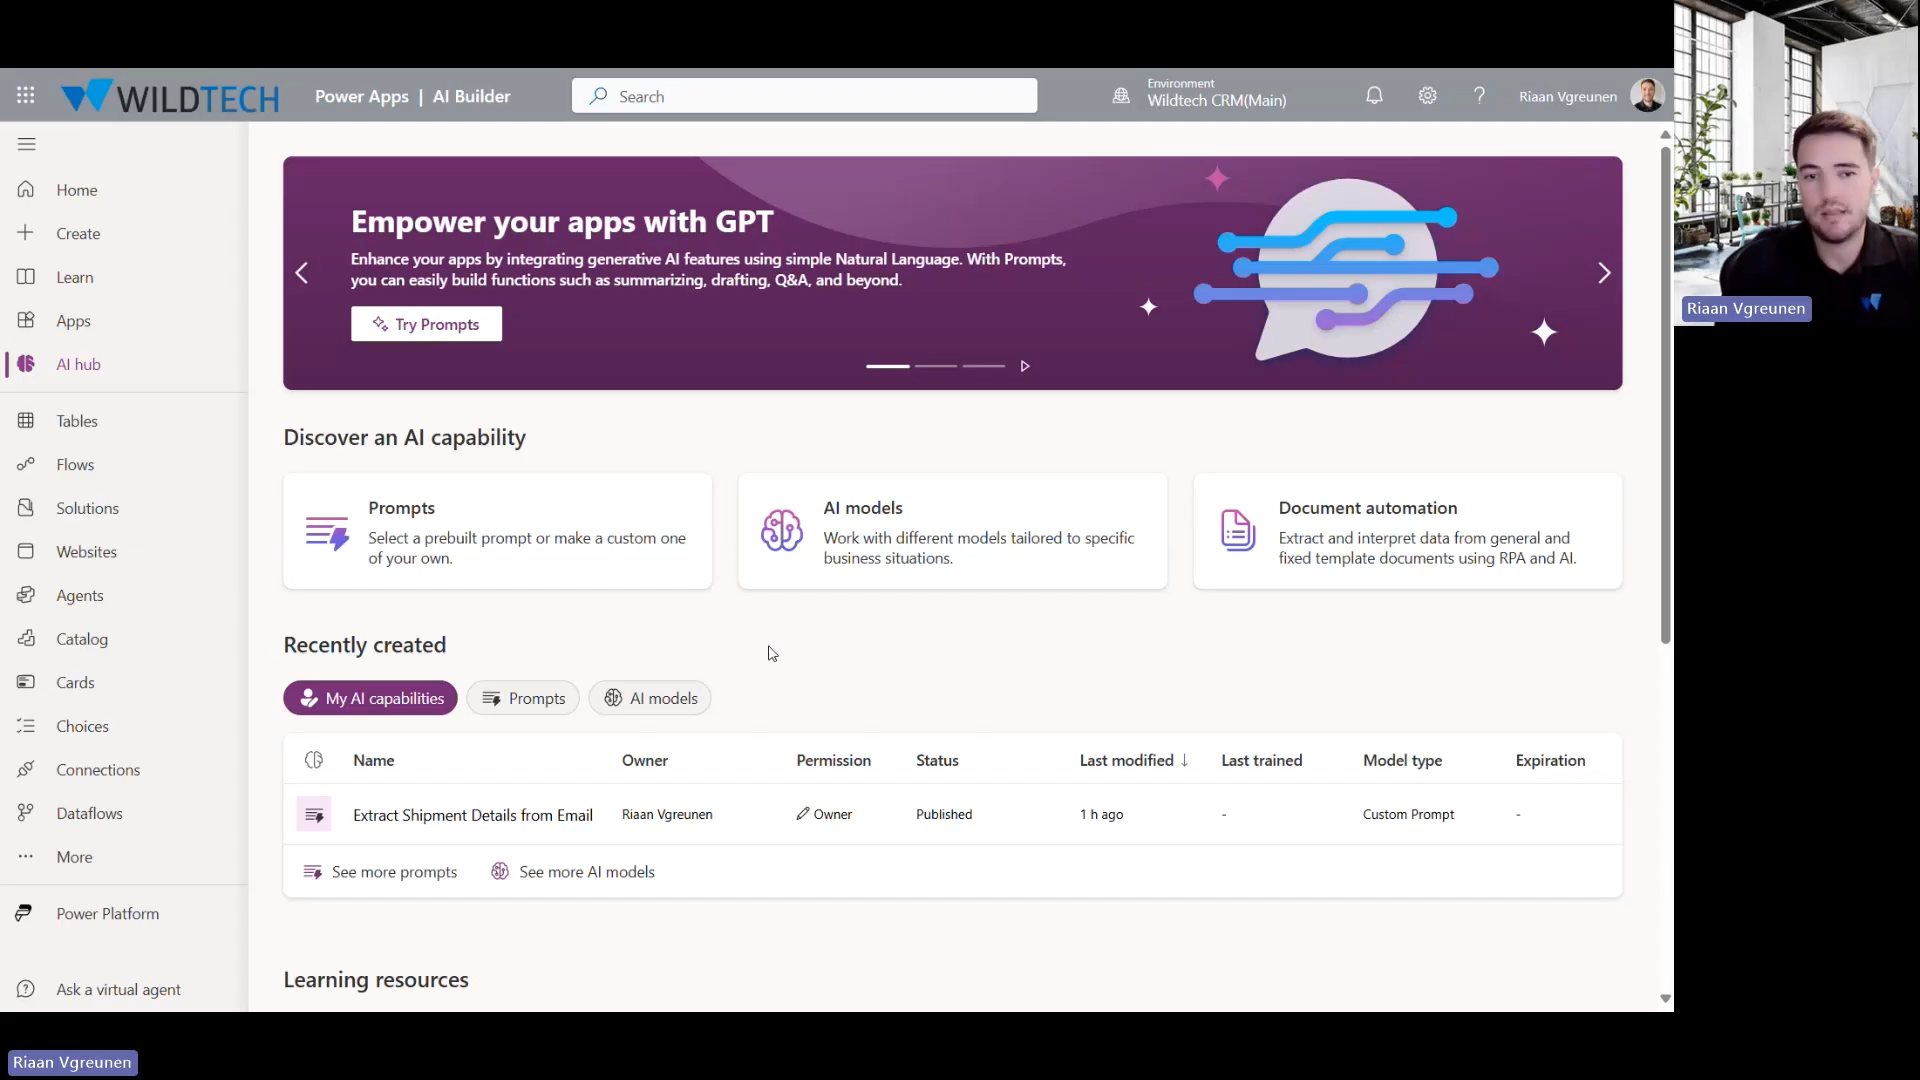 WILDTECH
Power Apps | AI Builder
Search
Environment
Wildtech CRM(Main)
?
Riaan Vgreunen
Home
Create
Learn
Apps
AI hub
Tables
Flows
Solutions
Websites
Agents
Catalog
Cards
Choices
Connections
Dataflows
More
Power Platform
Ask a virtual agent
Empower your apps with GPT
Enhance your apps by integrating generative AI features using simple Natural Language. With Prompts,
you can easily build functions such as summarizing, drafting, Q&A, and beyond.
Try Prompts
Discover an AI capability
Prompts
Select a prebuilt prompt or make a custom one
of your own.
AI models
Work with different models tailored to specific
business situations.
Document automation
Extract and interpret data from general and
fixed template documents using RPA and AI.
Recently created
My AI capabilities
Prompts
AI models
Name Owner Permission Status Last modified ↓ Last trained Model type Expiration
Extract Shipment Details from Email Riaan Vgreunen Owner Published 1 h ago - Custom Prompt -
See more prompts
See more AI models
Learning resources
Riaan Vgreunen
Riaan Vgreunen